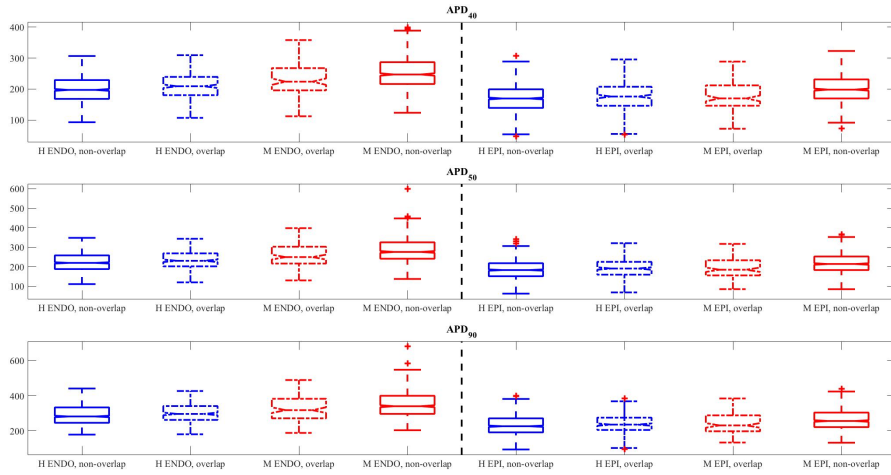 APD40
400
300
200
100
H ENDO, non-overlap H ENDO, overlap M ENDO, overlap M ENDO, non-overlap H EPI, non-overlap H EPI, overlap M EPI, overlap M EPI, non-overlap
APD50
600
500
400
300
200
100
H ENDO, non-overlap H ENDO, overlap M ENDO, overlap M ENDO, non-overlap H EPI, non-overlap H EPI, overlap M EPI, overlap M EPI, non-overlap
APD90
600
400
200
H ENDO, non-overlap H ENDO, overlap M ENDO, overlap M ENDO, non-overlap H EPI, non-overlap H EPI, overlap M EPI, overlap M EPI, non-overlap